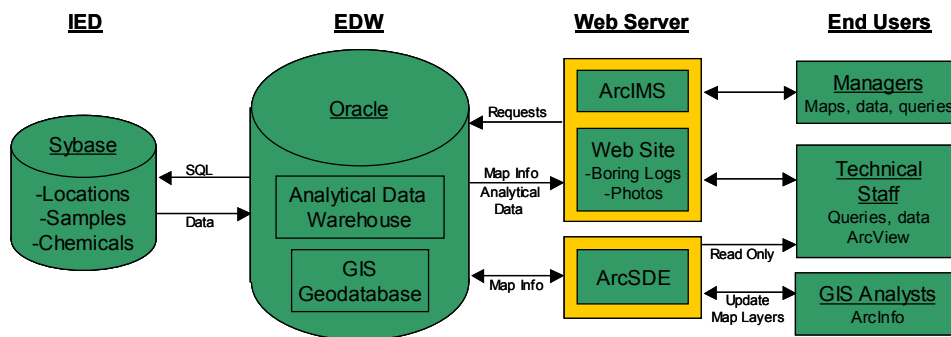 IED
EDW
Web Server
End Users
Sybase
-Locations
-Samples
-Chemicals
SQL
Data
Oracle
Analytical Data
Warehouse
GIS
Geodatabase
Requests
Map Info
Analytical
Data
Map Info
ArcIMS
Web Site
-Boring Logs
-Photos
ArcSDE
Read Only
Update
Map Layers
Managers
Maps, data, queries
Technical
Staff
Queries, data
ArcView
GIS Analysts
ArcInfo